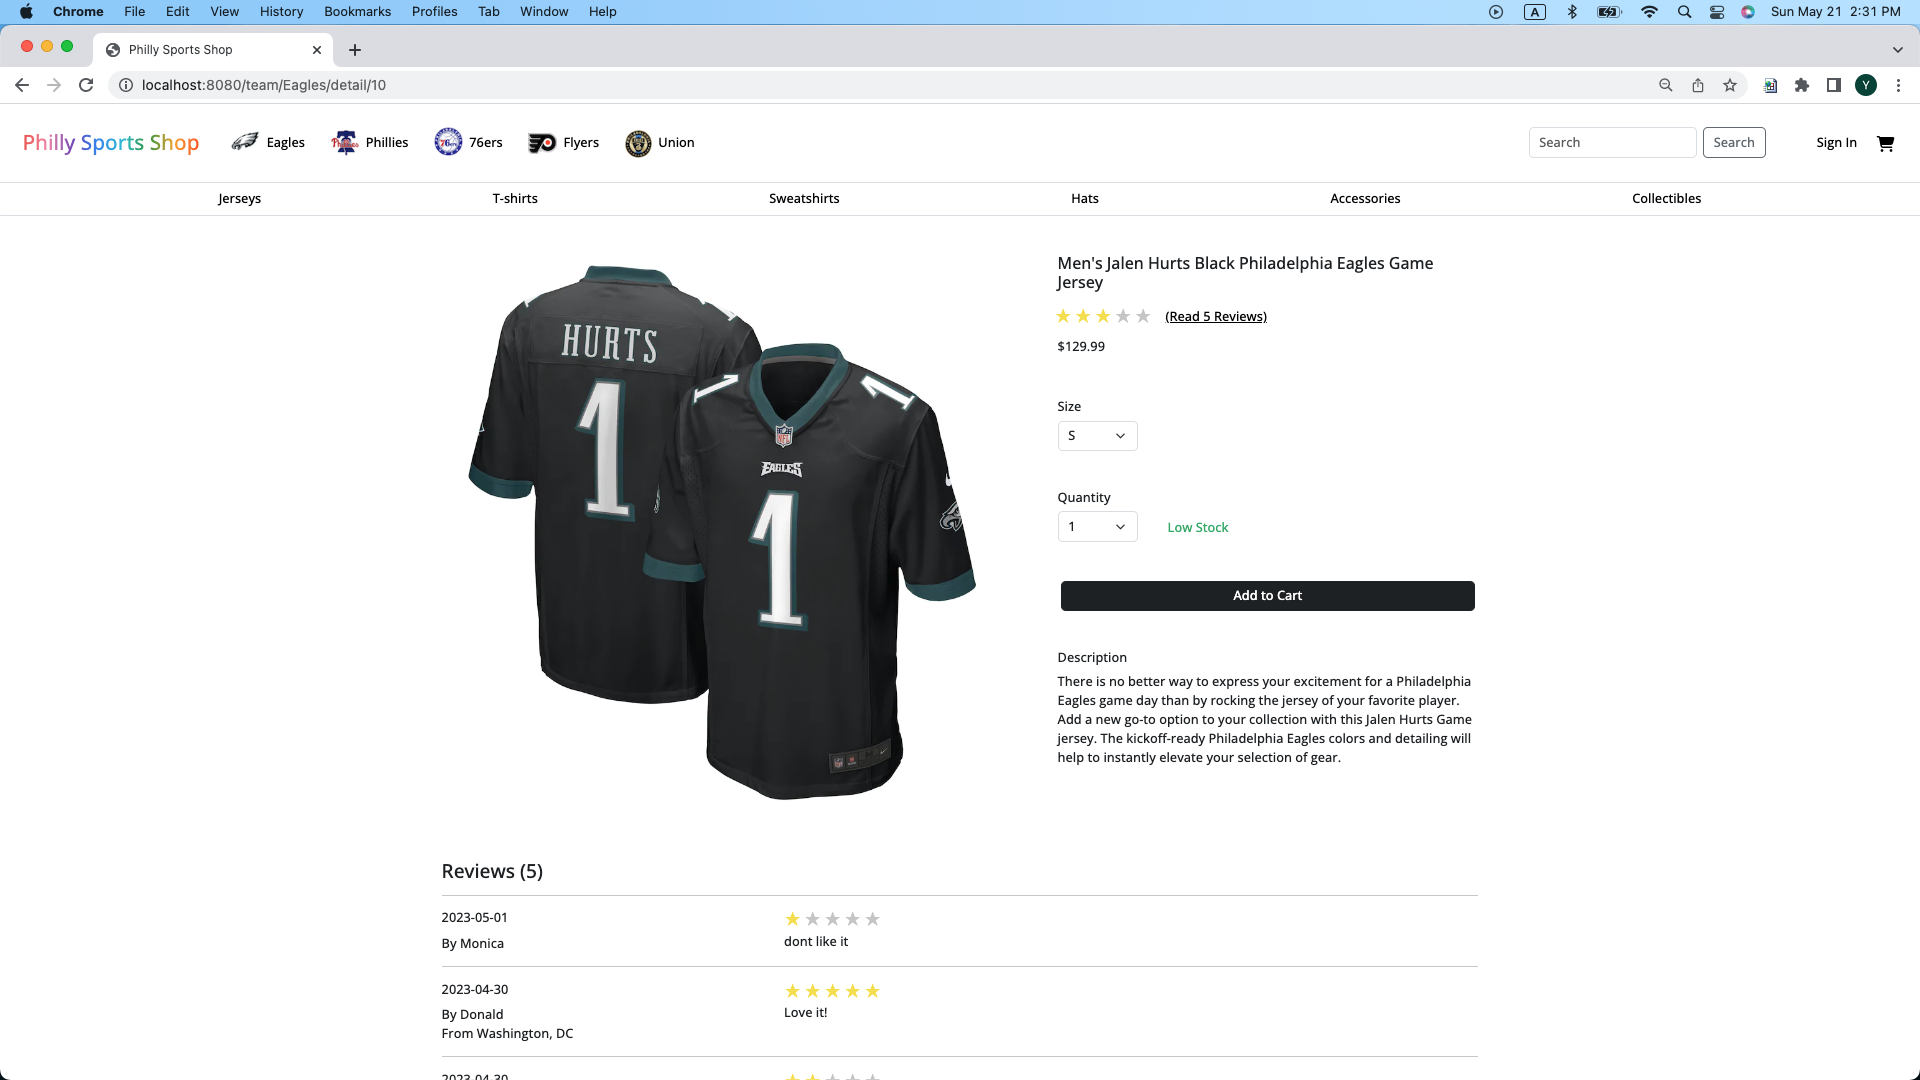 Chrome File Edit View History Bookmarks Profiles Tab Window Help A Sun May 21 2:31 PM
Philly Sports Shop
localhost:8080/team/Eagles/detail/10 Y
Philly Sports Shop Eagles Phillies 76ers Flyers Union Search Search Sign In
Jerseys T-shirts Sweatshirts Hats Accessories Collectibles
Men's Jalen Hurts Black Philadelphia Eagles Game
Jersey
(Read 5 Reviews)
$129.99
Size
S
Quantity
1 Low Stock
Add to Cart
Description
There is no better way to express your excitement for a Philadelphia
Eagles game day than by rocking the jersey of your favorite player.
Add a new go-to option to your collection with this Jalen Hurts Game
jersey. The kickoff-ready Philadelphia Eagles colors and detailing will
help to instantly elevate your selection of gear.
HURTS
1
1
1
NFL
EAGLES
1
Reviews (5)
2023-05-01
By Monica
dont like it
2023-04-30
By Donald
From Washington, DC
Love it!
2023-04-30